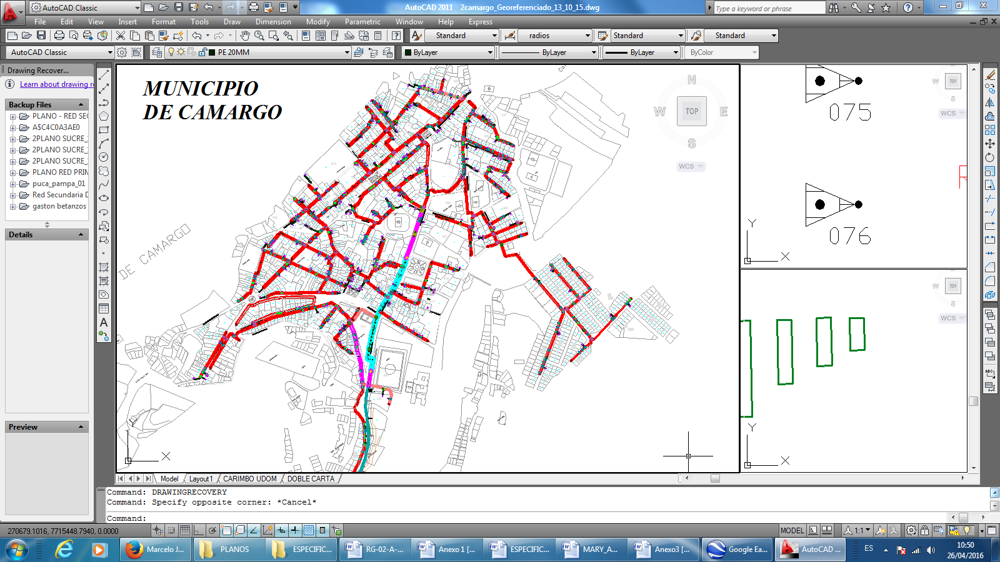 AutoCAD Classic
AutoCAD 2011 2camargo_Georeferenciado_13_10_15.dwg
Type a keyword or phrase
File Edit View Insert Format Tools Draw Dimension Modify Parametric Window Help Express
Standard radios Standard Standard
AutoCAD Classic PE 20MM ByLayer ByLayer ByLayer ByColor
Drawing Recover...
Learn about drawing r
Backup Files
PLANO - RED SEC
A$C4C0A3AE0
2PLANO SUCRE_
2PLANO SUCRE_
2PLANO SUCRE_
PLANO RED PRIN
puca_pampa_01
Red Secundaria D
gaston betanzos
Details
Preview
MUNICIPIO
DE CAMARGO
DE CAMARGO
N
W TOP E
S
WCS
Y
X
W TOP
S
WCS
075
076
Y
X
W TOP
S
WCS
Y
X
Model Layout1 CARIMBO UDOM DOBLE CARTA
Command: DRAWINGRECOVERY
Command: Specify opposite corner: *Cancel*
Command:
270679.1016, 7715448.7940, 0.0000
MODEL 1:1
Marcelo J... PLANOS ESPECIFIC... RG-02-A-... Anexo 1 [... ESPECIFIC... MARY_A... Anexo3 [... Google Ea... AutoCAD ...
ES
10:50
26/04/2016